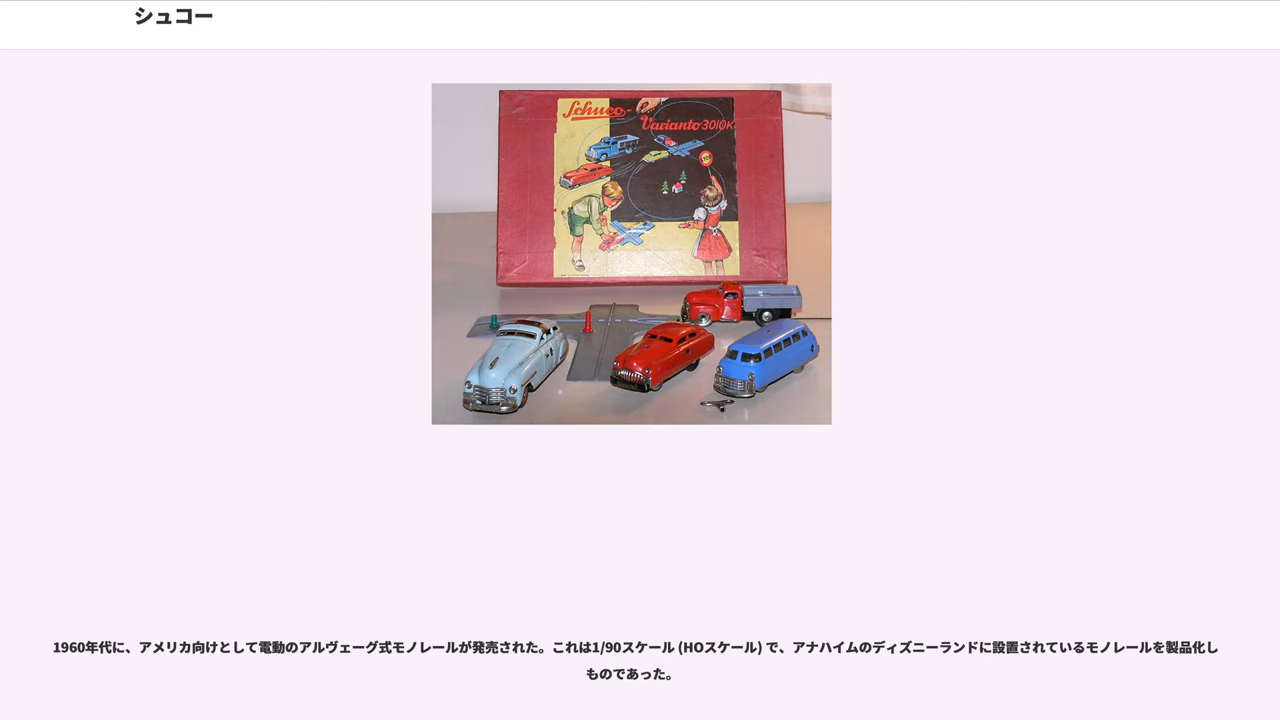 シュコー
Schuco-
Varianto 3010K
1960年代に、アメリカ向けとして電動のアルヴェーグ式モノレールが発売された。これは1/90スケール (HOスケール) で、アナハイムのディズニーランドに設置されているモノレールを製品化し
ものであった。